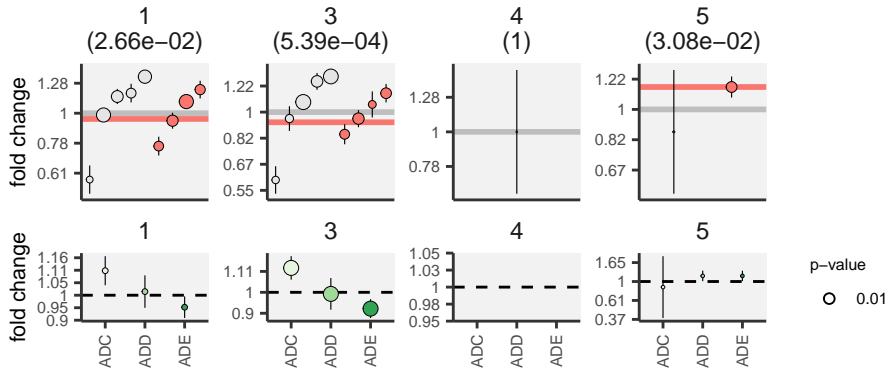 1
(2.66e−02)
3
(5.39e−04)
4
(1)
5
(3.08e−02)
fold change
1.28
1
0.78
0.61
1.22
1
0.82
0.67
0.55
1.28
1
0.78
1.22
1
0.82
0.67
1
3
4
5
fold change
1.16
1.11
1.05
1
0.95
0.9
1.11
1
0.9
1.05
1.03
1
0.98
0.95
1.65
1
0.61
0.37
ADC
ADD
ADE
ADC
ADD
ADE
ADC
ADD
ADE
ADC
ADD
ADE
p−value
0.01